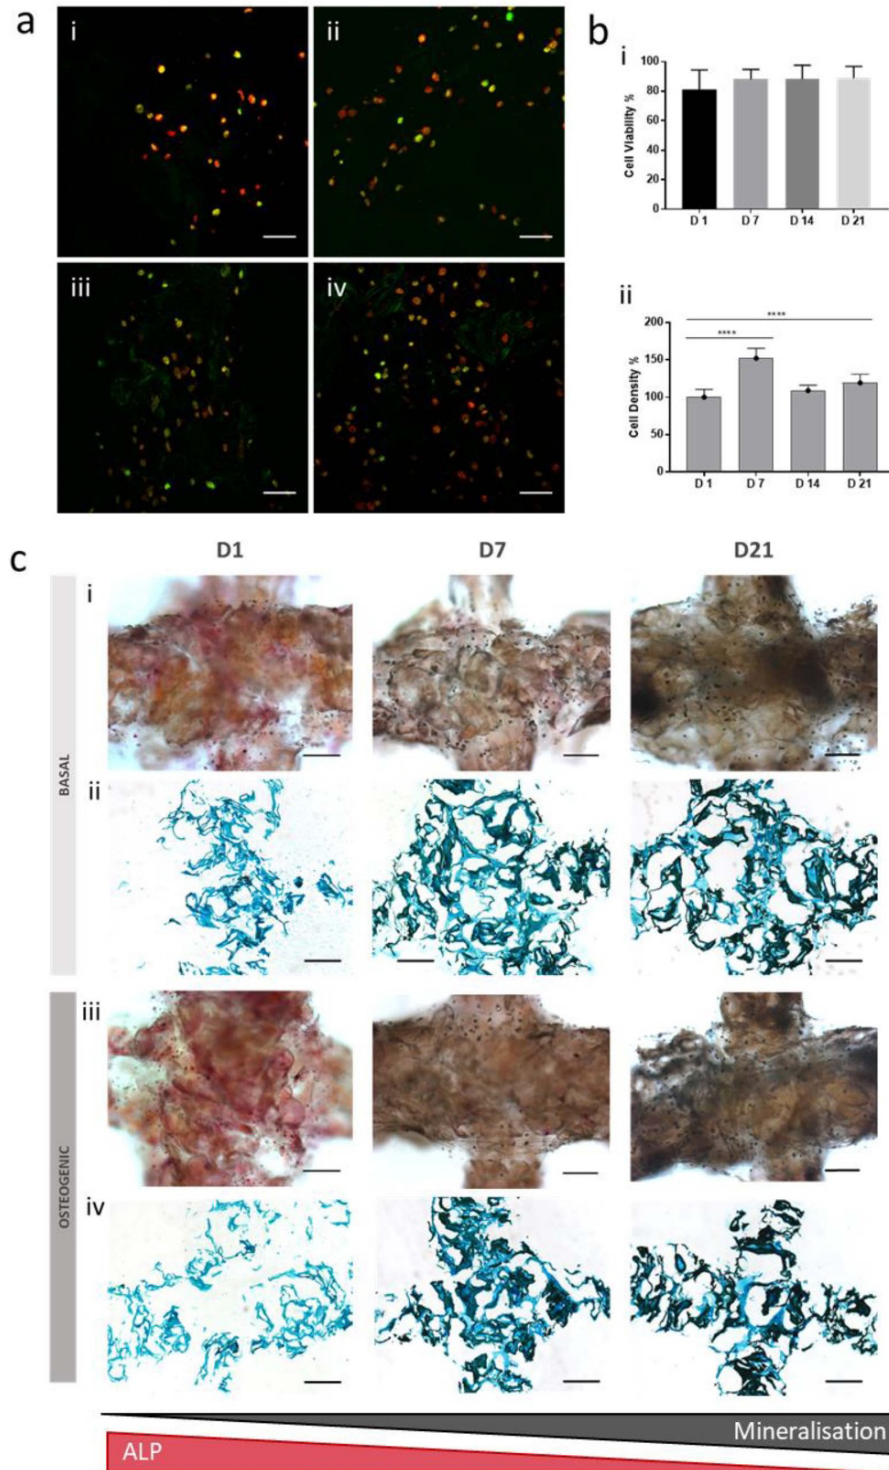 a
i
ii
iii
iv
b
i
Cell Viability %
100
80
60
40
20
0
D 1
D 7
D 14
D 21
ii
****
****
Cell Density %
200
150
100
50
0
D 1
D 7
D 14
D 21
c
D1
D7
D21
BASAL
i
ii
OSTEOGENIC
iii
iv
Mineralisation
ALP